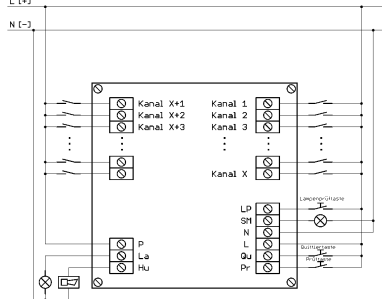 L [+]
N [-]
Kanal X+1
Kanal 1
Kanal X+2
Kanal 2
Kanal X+3
Kanal 3
Kanal X
Lampenprüftaste
LP
SM
N
P
L
Quittiertaste
La
Qu
Prüftaste
Hu
Pr